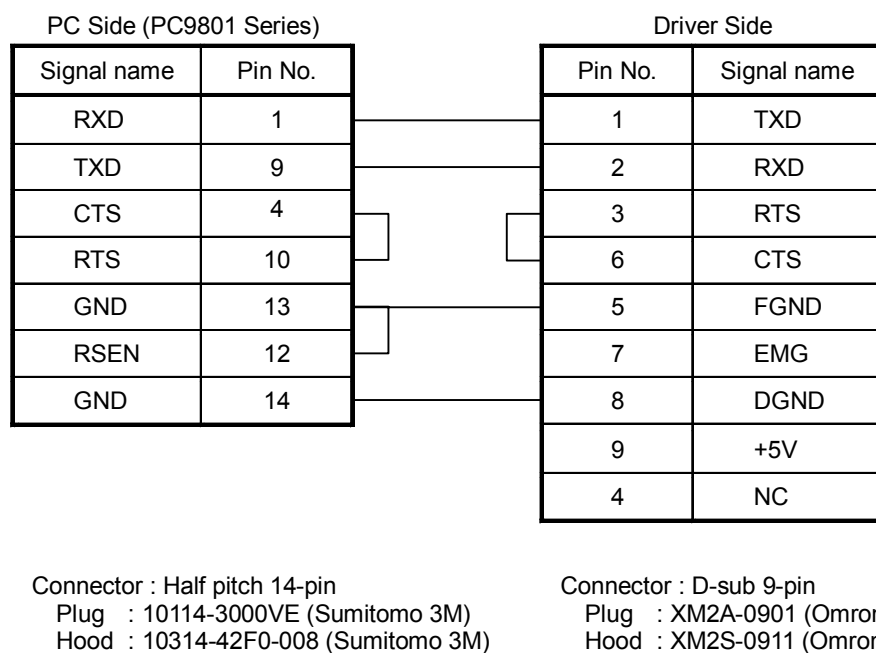 PC Side (PC9801 Series)
Driver Side
Signal name Pin No.
Pin No. Signal name
RXD 1 1 TXD
TXD 9 2 RXD
CTS 4 3 RTS
RTS 10 6 CTS
GND 13 5 FGND
RSEN 12 7 EMG
GND 14 8 DGND
9 +5V
4 NC
Connector : Half pitch 14-pin
Plug : 10114-3000VE (Sumitomo 3M)
Hood : 10314-42F0-008 (Sumitomo 3M)
Connector : D-sub 9-pin
Plug : XM2A-0901 (Omron
Hood : XM2S-0911 (Omron